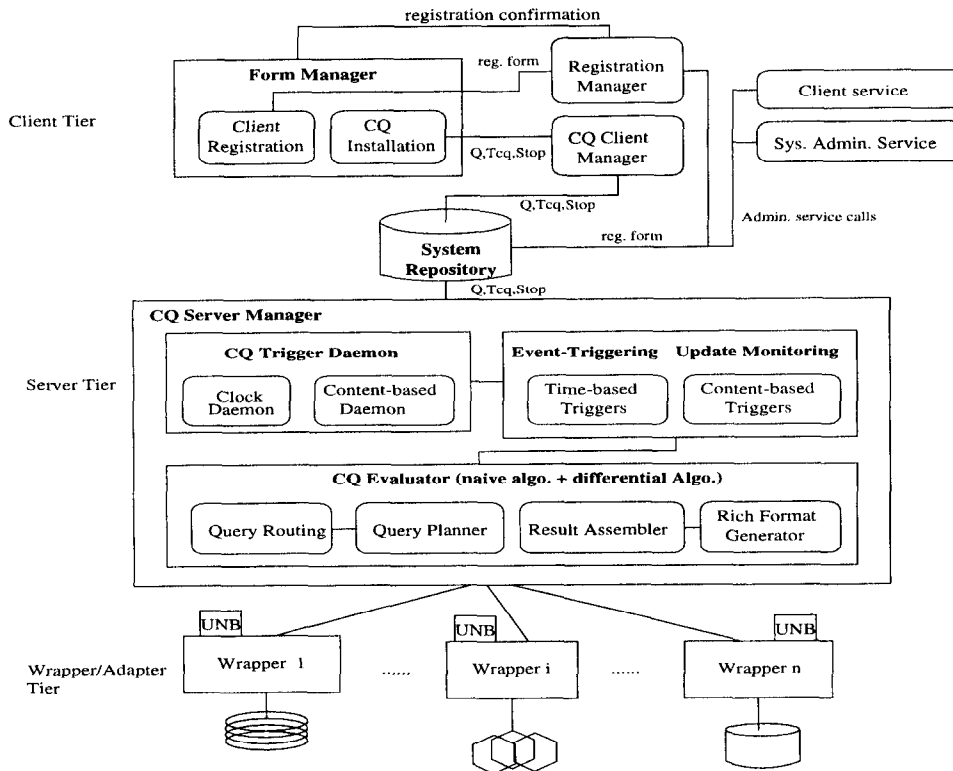 registration confirmation
Form Manager
reg. form
Registration
Manager
Client service
Client Tier
Client
Registration
CQ
Installation
Q,Tcq,Stop
CQ Client
Manager
Sys. Admin. Service
Q,Tcq,Stop
Admin. service calls
System
Repository
reg. form
Q,Tcq,Stop
CQ Server Manager
CQ Trigger Daemon
Event-Triggering
Update Monitoring
Server Tier
Clock
Daemon
Content-based
Daemon
Time-based
Triggers
Content-based
Triggers
CQ Evaluator (naive algo. + differential Algo.)
Query Routing
Query Planner
Result Assembler
Rich Format
Generator
UNB
UNB
UNB
Wrapper/Adapter
Tier
Wrapper 1
......
Wrapper i
......
Wrapper n